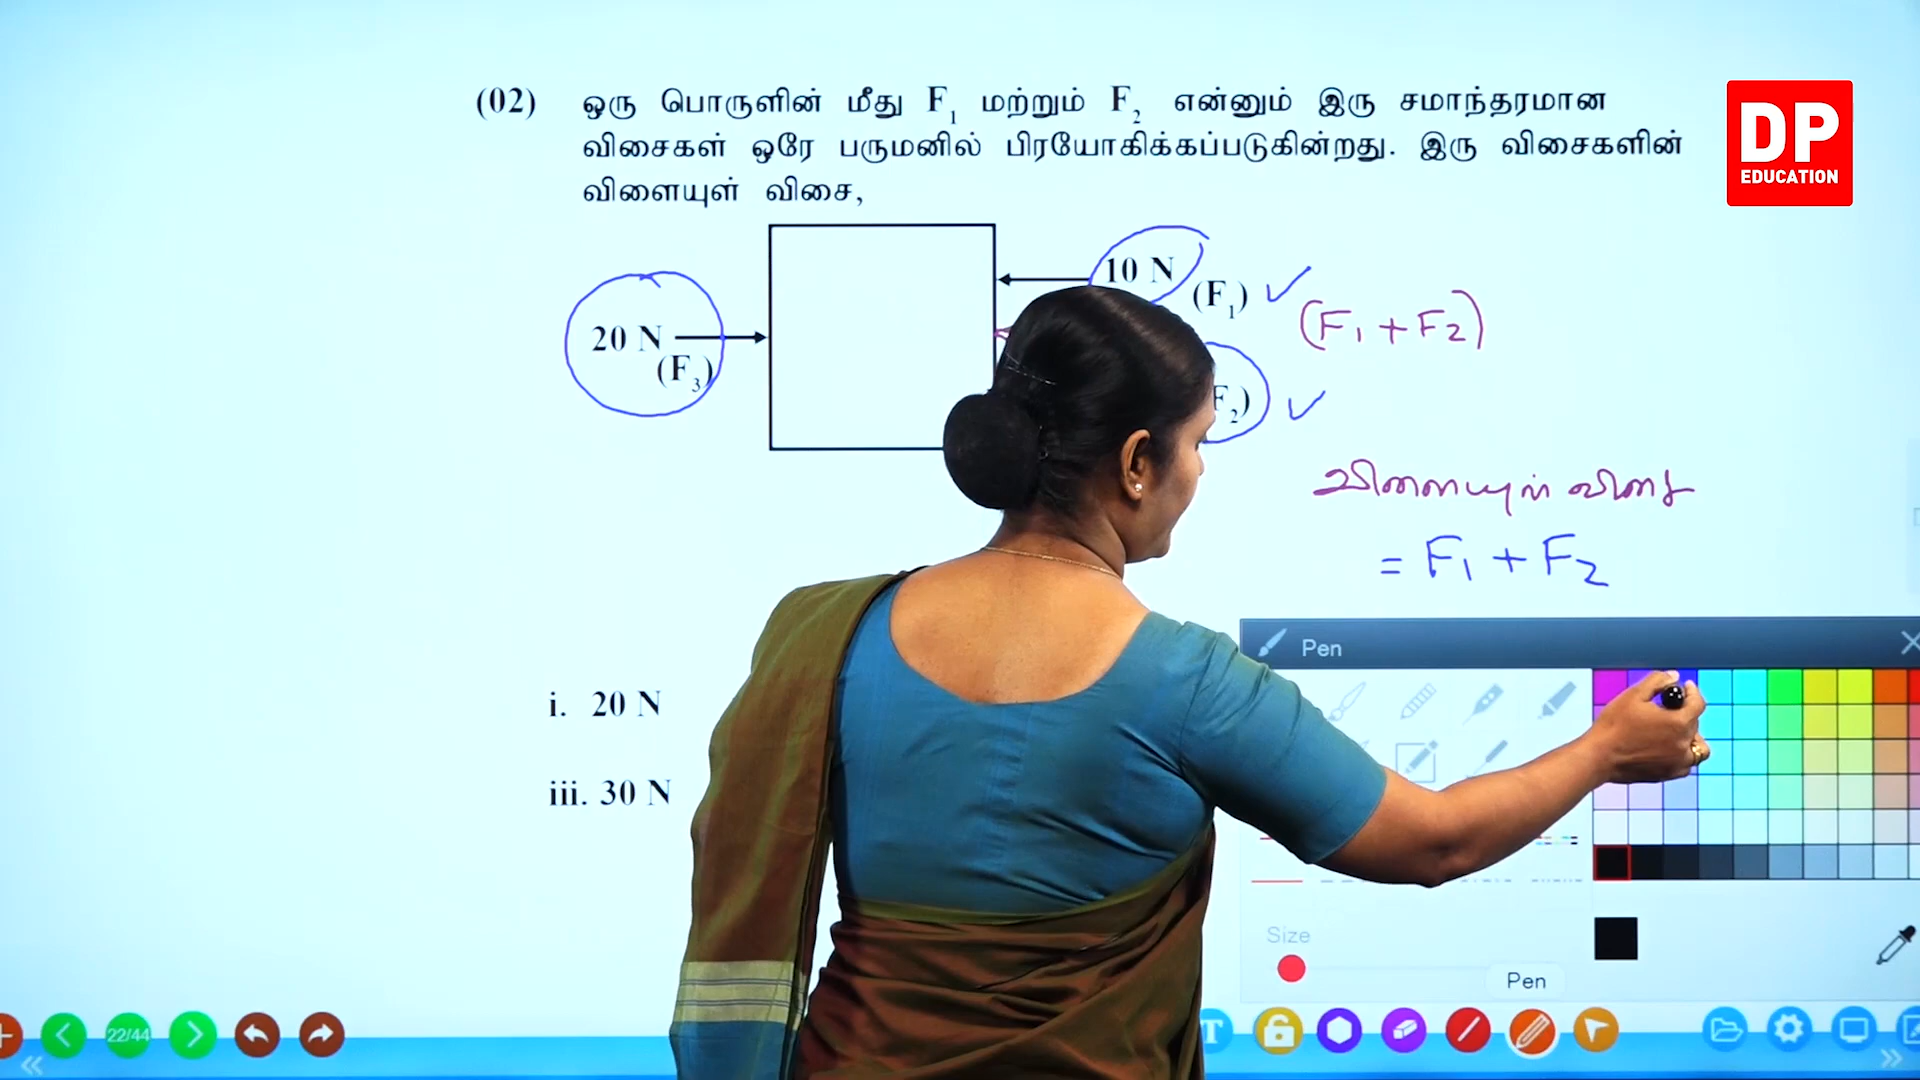 (02) ஒரு பொருளின் மீது F₁ மற்றும் F₂ என்னும் இரு சமாந்தரமான
விசைகள் ஒரே பருமனில் பிரயோகிக்கப்படுகின்றது. இரு விசைகளின்
விளையுள் விசை,
DP
EDUCATION
10 N
(F₁)
(F₁ + F₂)
20 N
(F₃)
F₂)
விளையுள் விசை
= F₁ + F₂
Pen
i. 20 N
iii. 30 N
Size
Pen
22/44
T